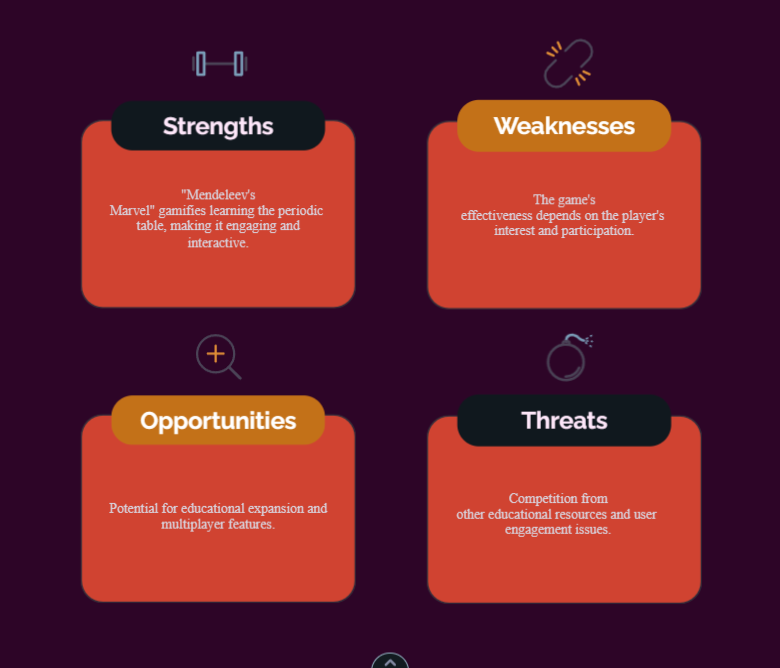 Strengths
"Mendeleev's
Marvel" gamifies learning the periodic
table, making it engaging and
interactive.
Weaknesses
The game's
effectiveness depends on the player's
interest and participation.
Opportunities
Potential for educational expansion and
multiplayer features.
Threats
Competition from
other educational resources and user
engagement issues.